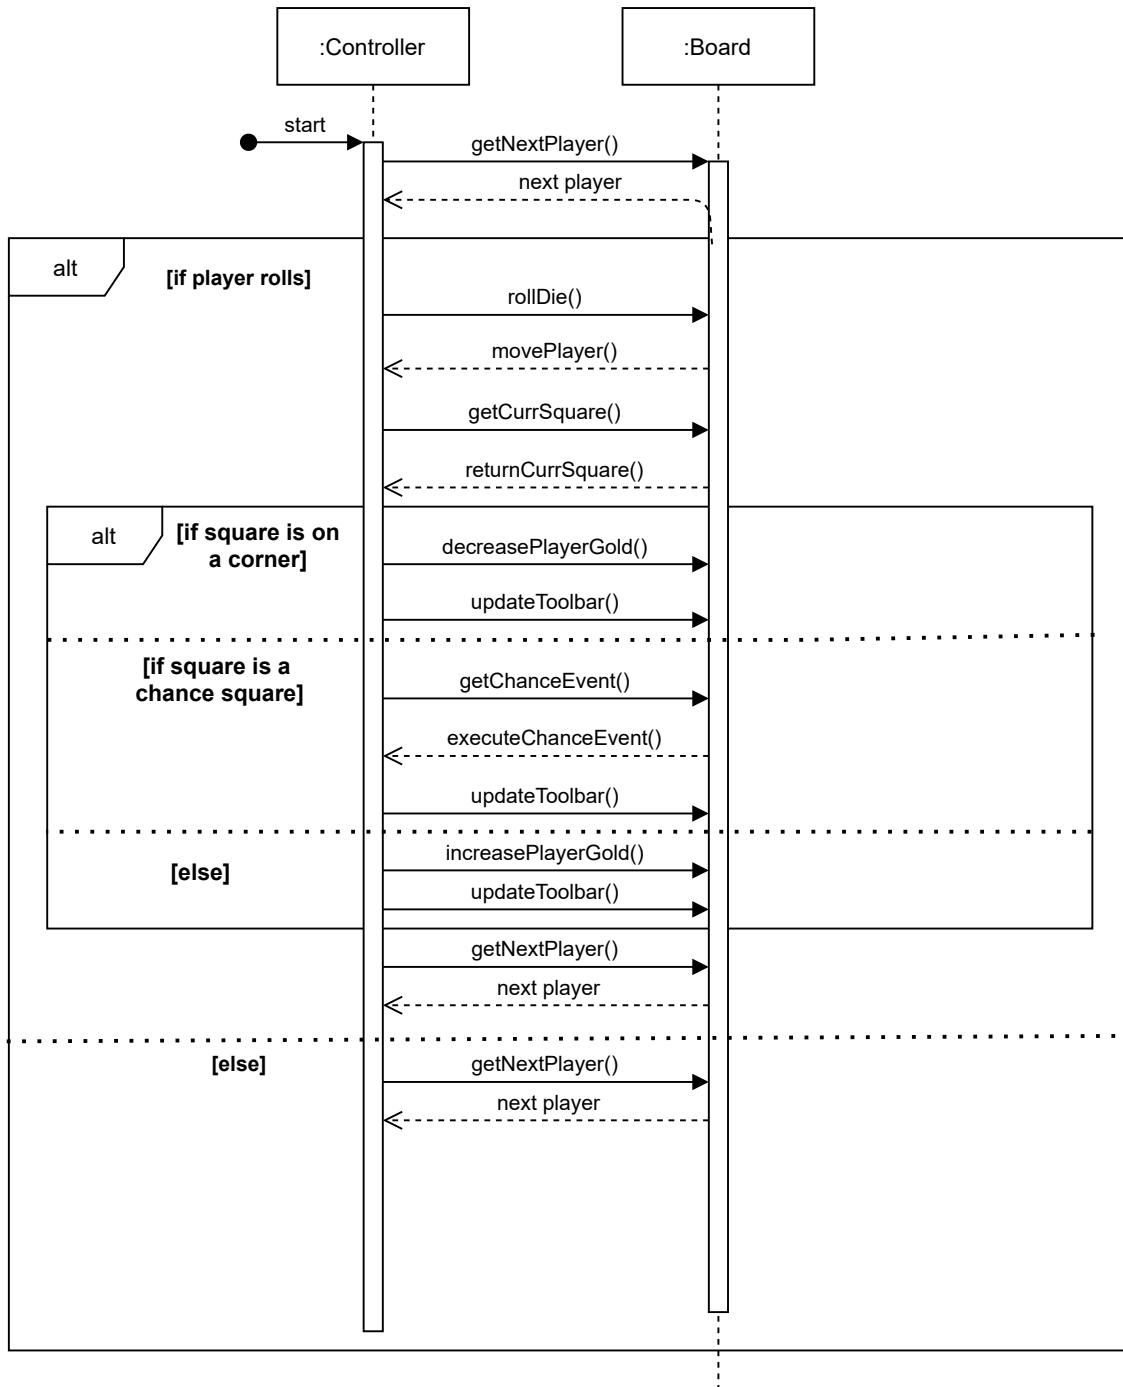 :Controller
:Board
start
getNextPlayer()
next player
alt
[if player rolls]
rollDie()
movePlayer()
getCurrSquare()
returnCurrSquare()
alt
[if square is on
a corner]
decreasePlayerGold()
updateToolbar()
[if square is a
chance square]
getChanceEvent()
executeChanceEvent()
updateToolbar()
[else]
increasePlayerGold()
updateToolbar()
getNextPlayer()
next player
[else]
getNextPlayer()
next player